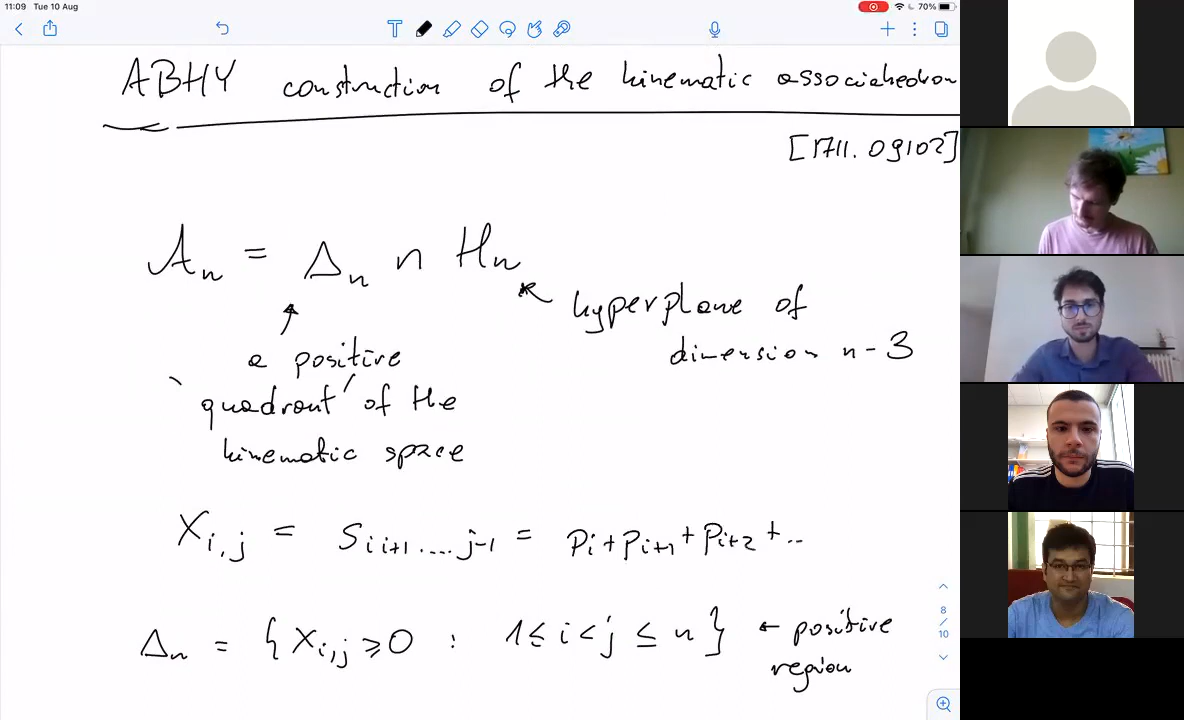 11:09 Tue 10 Aug
70%
ABHY construction of the kinematic associahedron
[1711.09102]
A_n = Δ_n ∩ H_n
hyperplane of
dimension n-3
a positive
`quadrant' of the
kinematic space
X_{i,j} = S_{i i+1 .... j-1} = p_i + p_{i+1} + p_{i+2} + ..
Δ_n = { X_{i,j} ⩾ 0 : 1 ≤ i < j ≤ n } ← positive
region
8
/
10